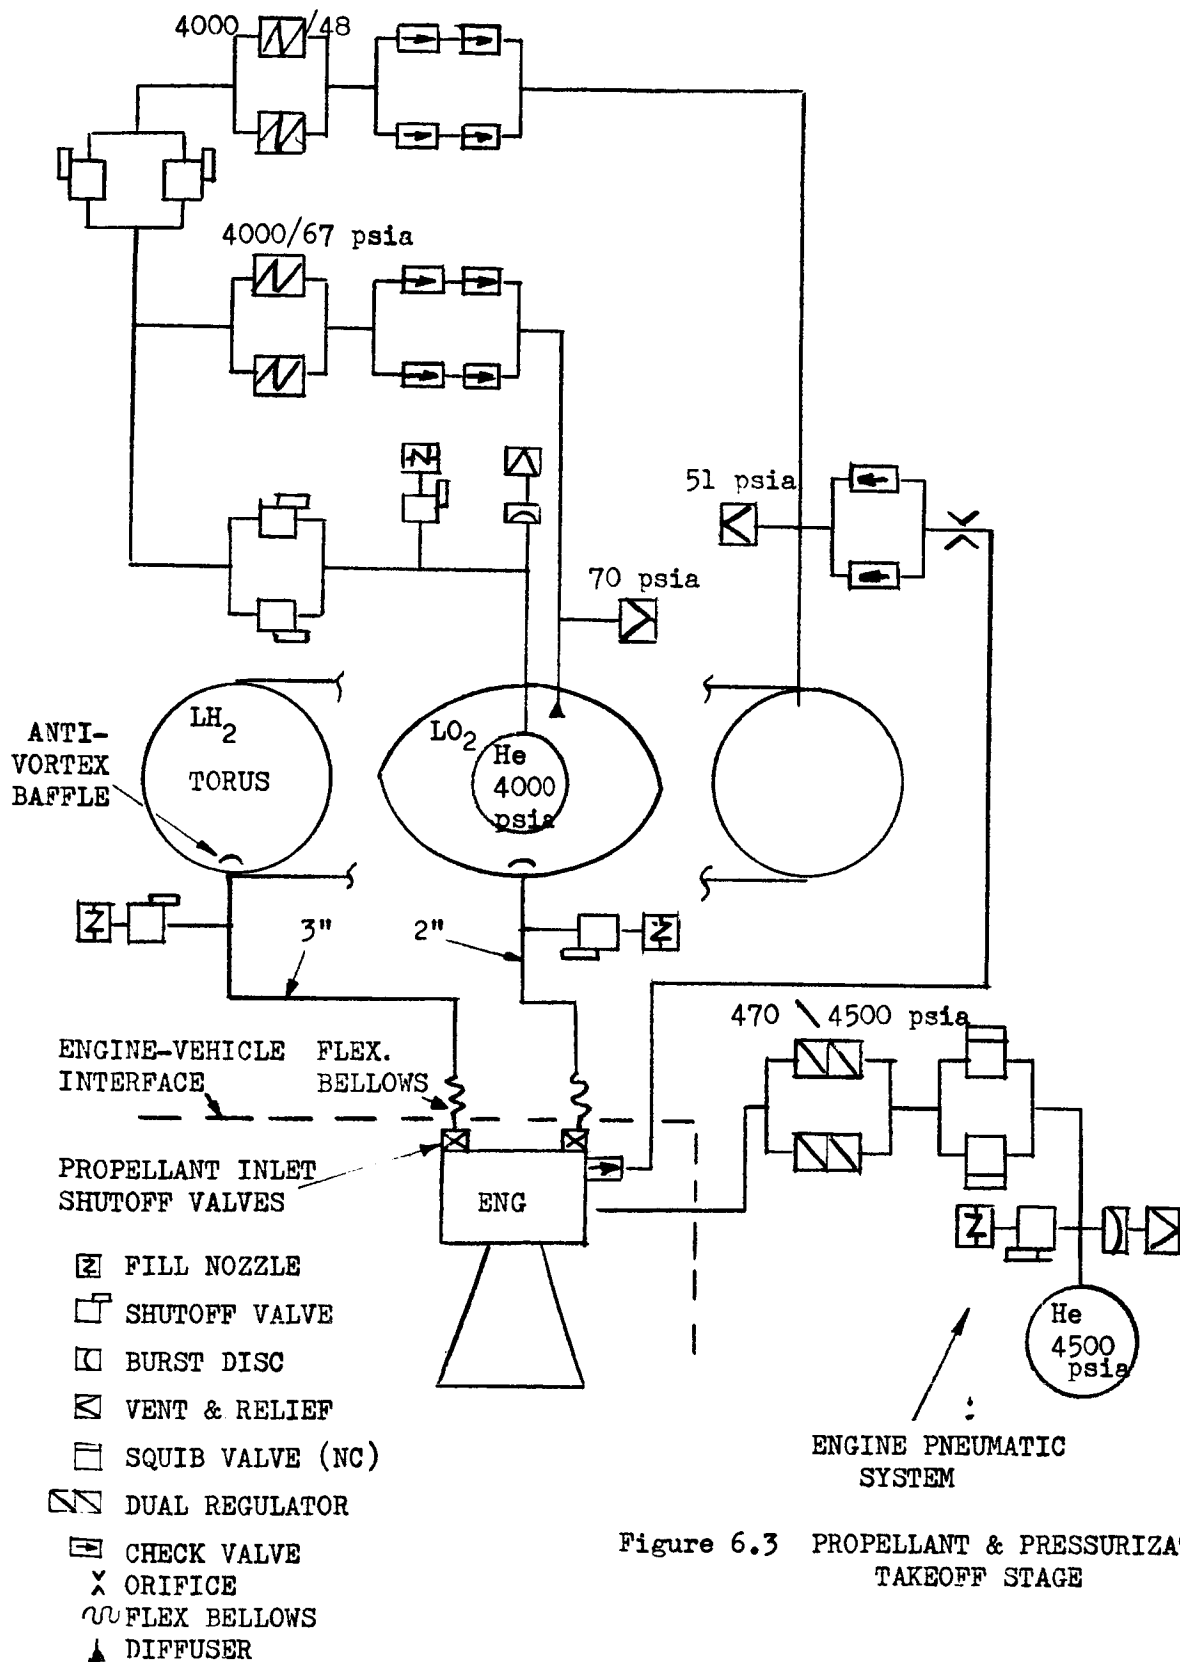 4000 /48
4000/67 psia
51 psia
70 psia
LH2
TORUS
LO2
He
4000
psia
ANTI-
VORTEX
BAFFLE
3"
2"
470 \ 4500 psia
ENGINE-VEHICLE
INTERFACE
FLEX.
BELLOWS
PROPELLANT INLET
SHUTOFF VALVES
ENG
He
4500
psia
FILL NOZZLE
SHUTOFF VALVE
BURST DISC
VENT & RELIEF
SQUIB VALVE (NC)
DUAL REGULATOR
CHECK VALVE
ORIFICE
FLEX BELLOWS
DIFFUSER
ENGINE PNEUMATIC
SYSTEM
Figure 6.3 PROPELLANT & PRESSURIZA
TAKEOFF STAGE